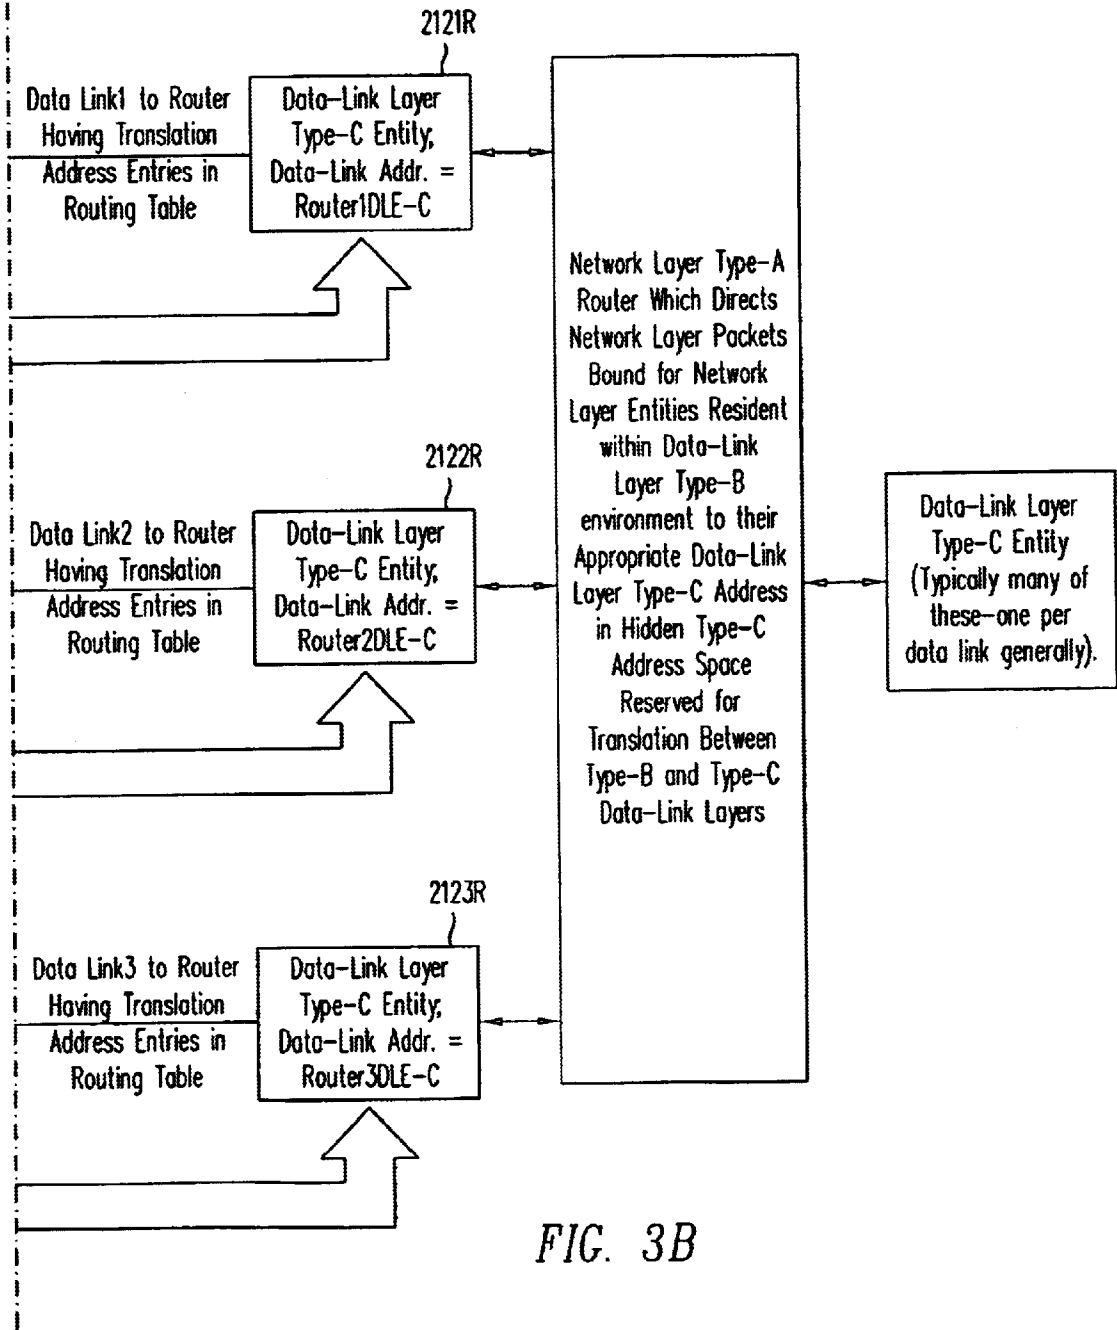 2121R
Data Link1 to Router
Having Translation
Address Entries in
Routing Table
Data-Link Layer
Type-C Entity,
Data-Link Addr. =
Router1DLE-C
Network Layer Type-A
Router Which Directs
Network Layer Packets
Bound for Network
Layer Entities Resident
within Data-Link
Layer Type-B
environment to their
Appropriate Data-Link
Layer Type-C Address
in Hidden Type-C
Address Space
Reserved for
Translation Between
Type-B and Type-C
Data-Link Layers
2122R
Data Link2 to Router
Having Translation
Address Entries in
Routing Table
Data-Link Layer
Type-C Entity,
Data-Link Addr. =
Router2DLE-C
Data-Link Layer
Type-C Entity
(Typically many of
these-one per
data link generally).
2123R
Data Link3 to Router
Having Translation
Address Entries in
Routing Table
Data-Link Layer
Type-C Entity,
Data-Link Addr. =
Router3DLE-C
FIG. 3B